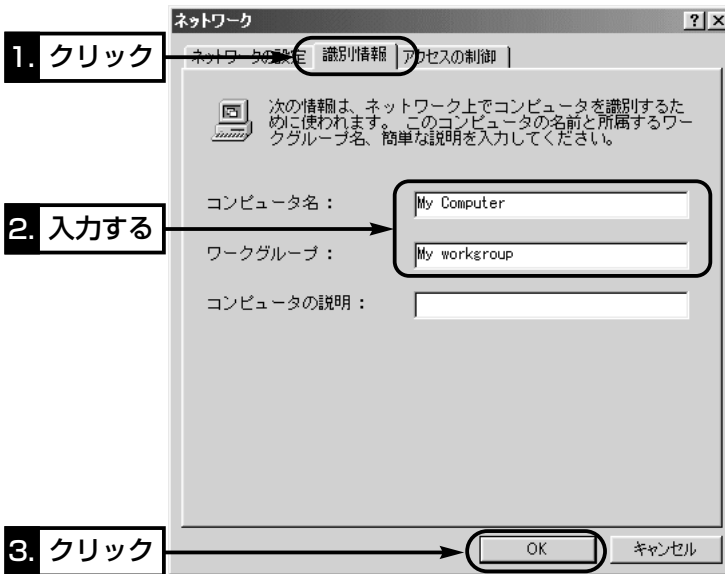 ネットワーク
1. クリック
ネットワークの設定 識別情報 アクセスの制御
次の情報は、ネットワーク上でコンピュータを識別するた
めに使われます。 このコンピュータの名前と所属するワー
クグループ名、簡単な説明を入力してください。
コンピュータ名：
My Computer
2. 入力する
ワークグループ：
My workgroup
コンピュータの説明：
3. クリック
OK
キャンセル